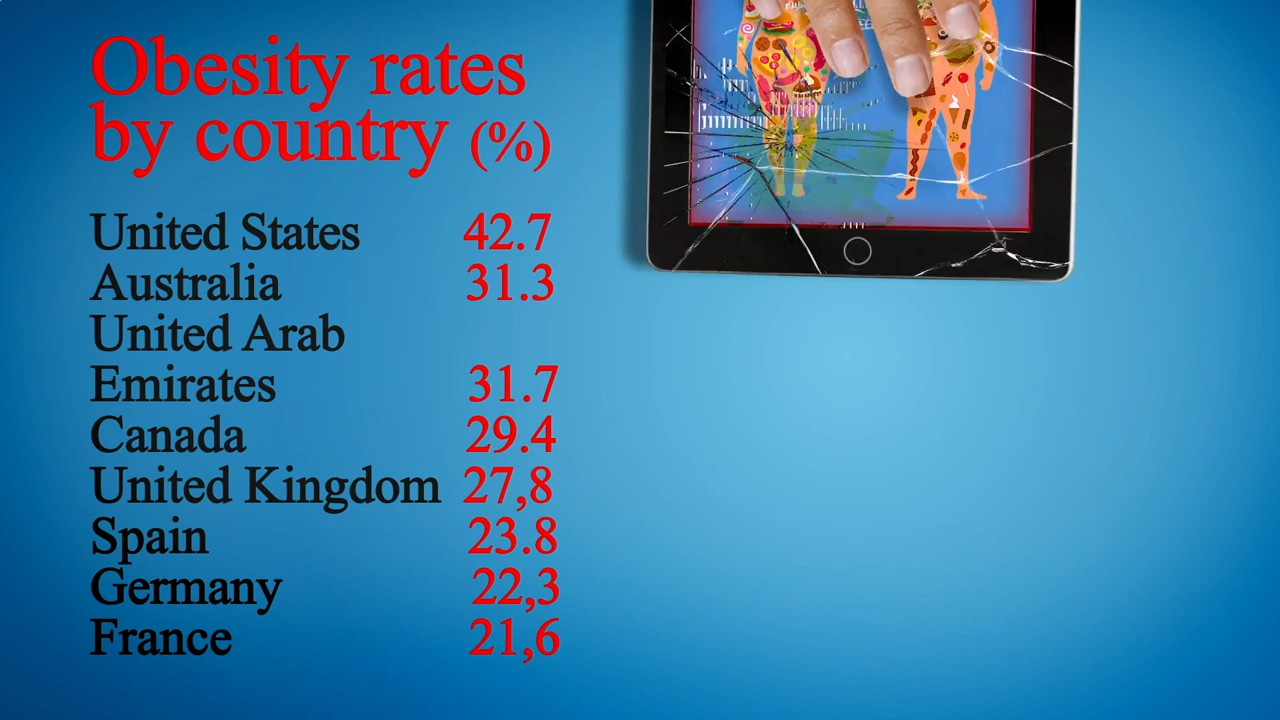 Obesity rates
by country (%)
United States 42.7
Australia 31.3
United Arab
Emirates 31.7
Canada 29.4
United Kingdom 27,8
Spain 23.8
Germany 22,3
France 21,6